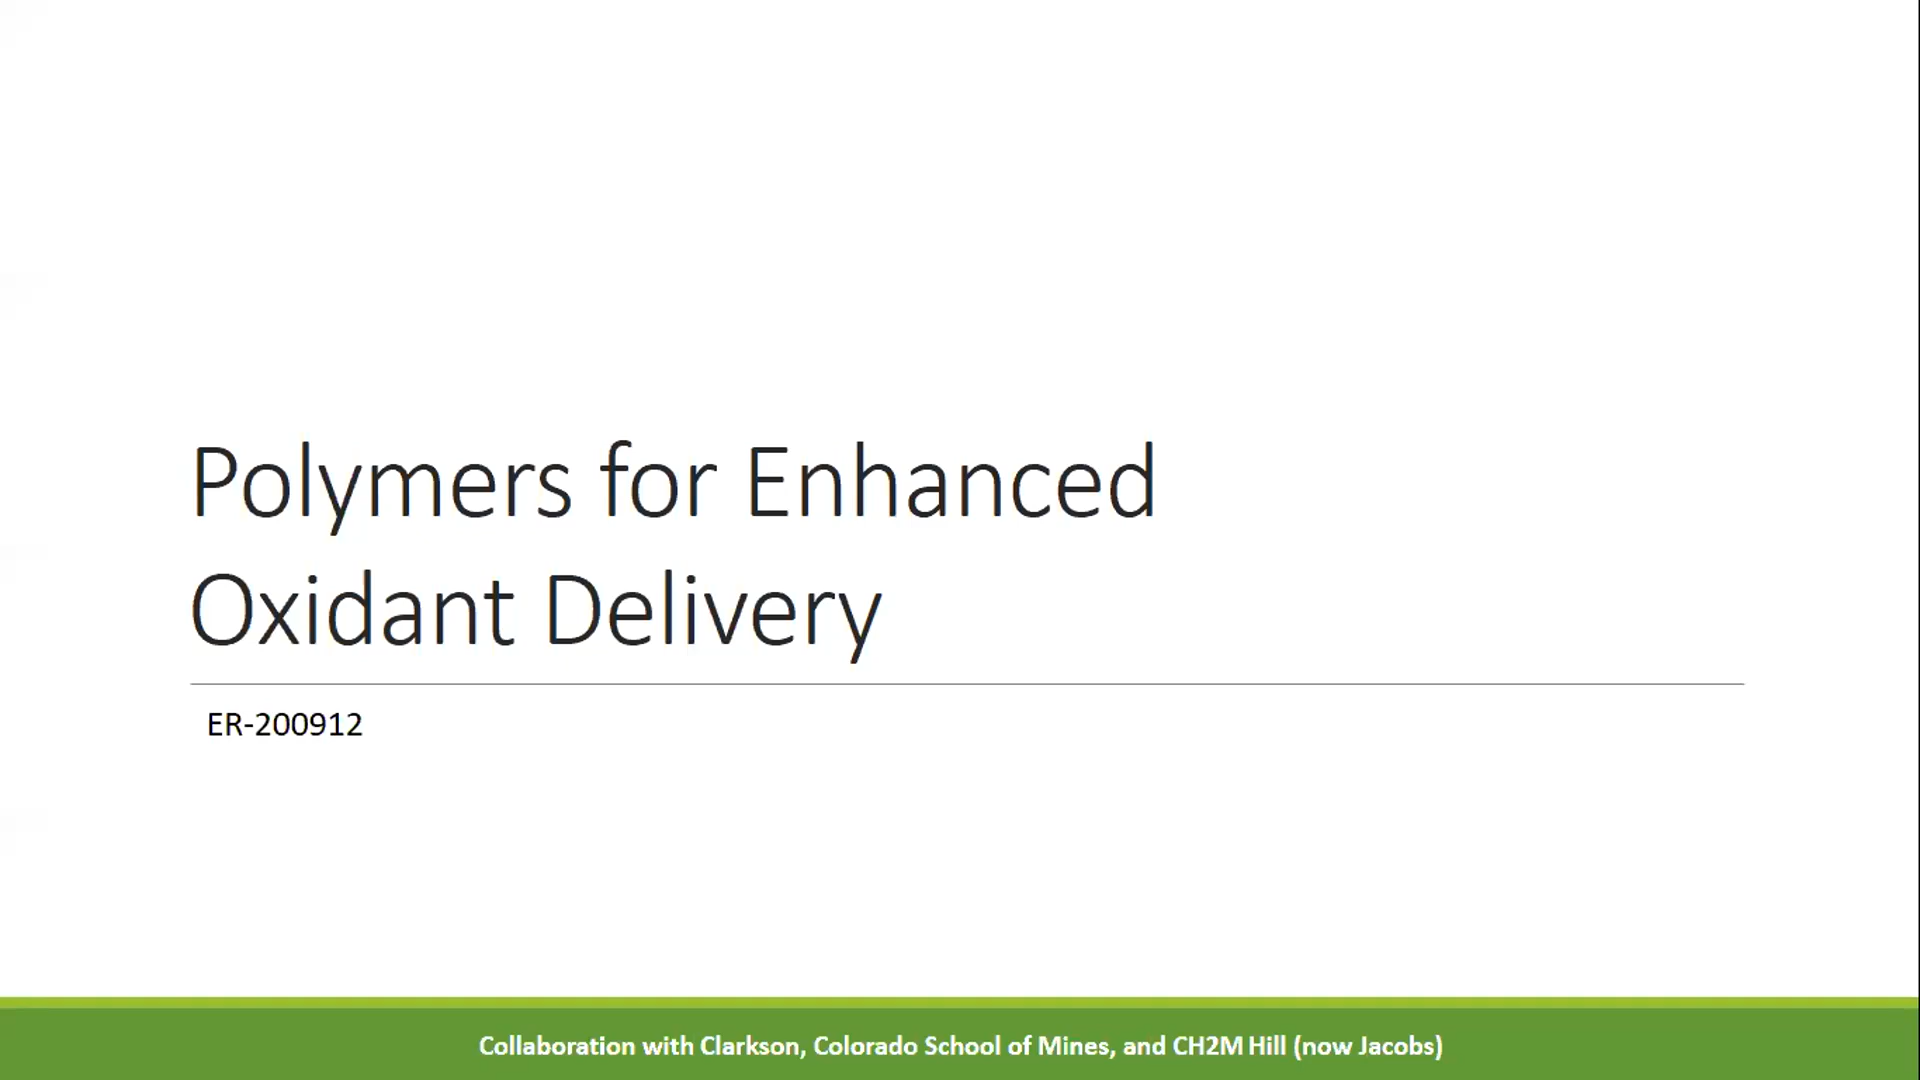 Polymers for Enhanced
Oxidant Delivery
ER-200912
Collaboration with Clarkson, Colorado School of Mines, and CH2M Hill (now Jacobs)